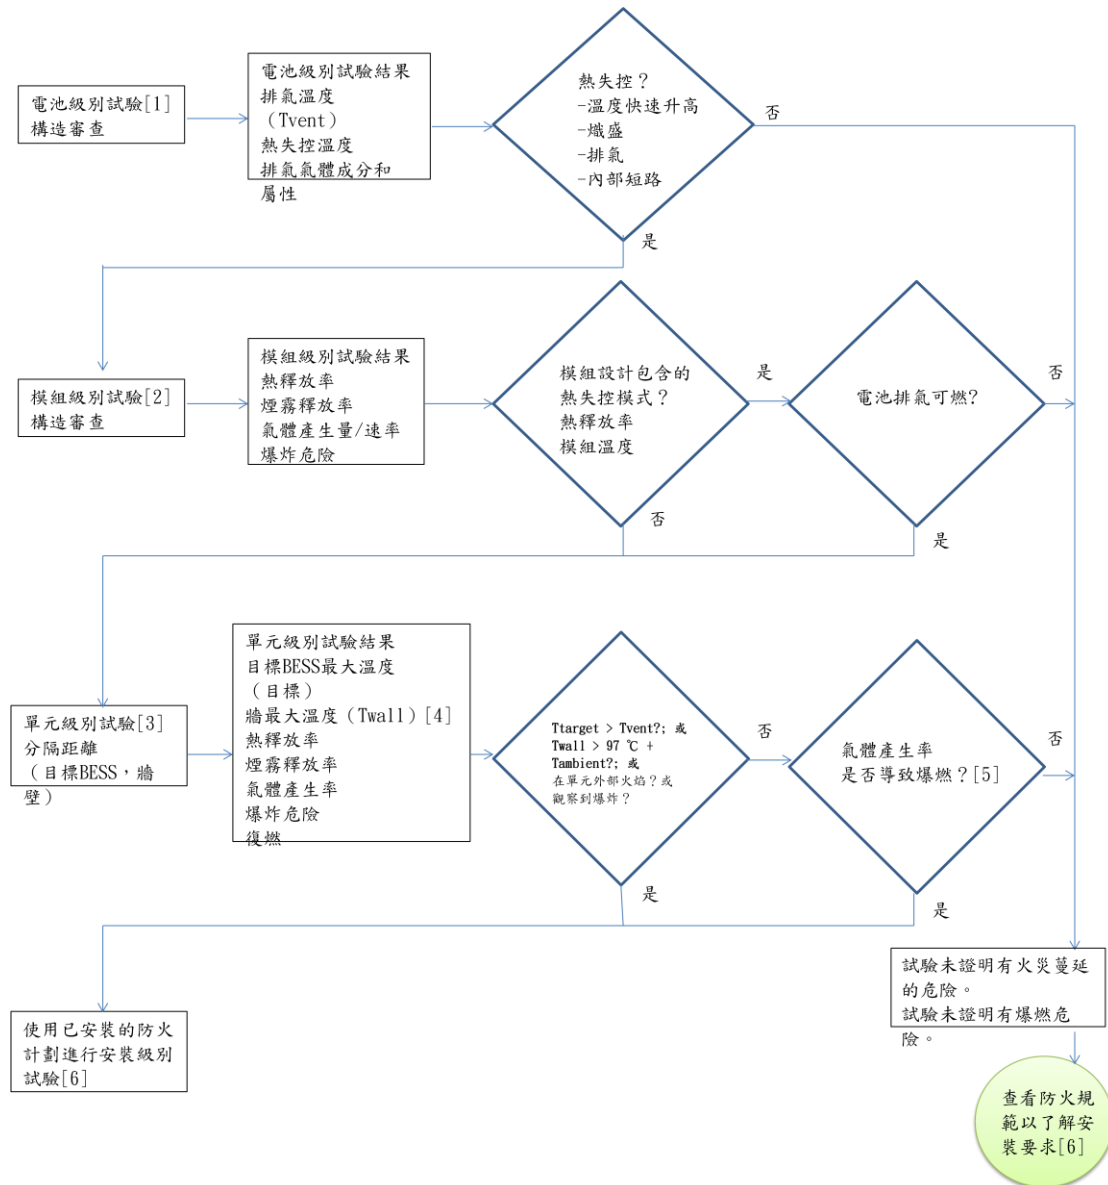 電池級別試驗[1]
構造審查
電池級別試驗結果
排氣溫度
（Tvent）
熱失控溫度
排氣氣體成分和
屬性
熱失控？
-溫度快速升高
-熾盛
-排氣
-內部短路
否
是
模組級別試驗[2]
構造審查
模組級別試驗結果
熱釋放率
煙霧釋放率
氣體產生量/速率
爆炸危險
模組設計包含的
熱失控模式？
熱釋放率
模組溫度
是
否
電池排氣可燃?
否
是
單元級別試驗[3]
分隔距離
（目標BESS，牆
壁）
單元級別試驗結果
目標BESS最大溫度
（目標）
牆最大溫度（Twall）[4]
熱釋放率
煙霧釋放率
氣體產生率
爆炸危險
復燃
Ttarget > Tvent?; 或
Twall > 97 ℃ +
Tambient?; 或
在單元外部火焰？或
觀察到爆炸？
否
是
氣體產生率
是否導致爆燃？[5]
否
是
使用已安裝的防火
計劃進行安裝級別
試驗[6]
試驗未證明有火災蔓延
的危險。
試驗未證明有爆燃危
險。
查看防火規
範以了解安
裝要求[6]